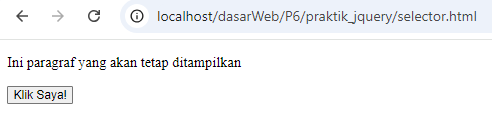 localhost/dasarWeb/P6/praktik_jquery/selector.html
Ini paragraf yang akan tetap ditampilkan
Klik Saya!